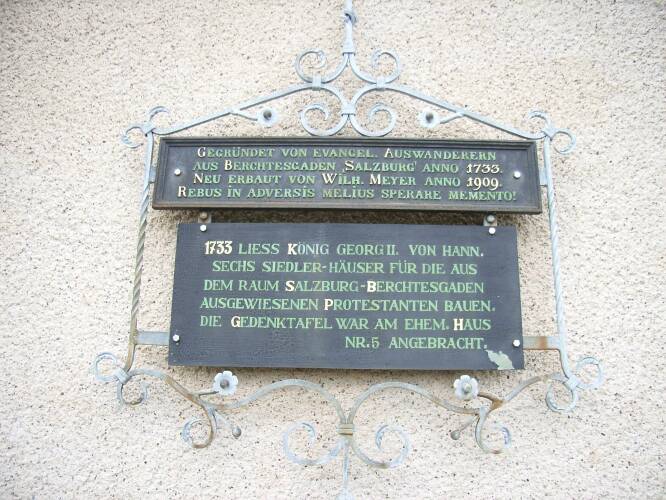 GEGRÜNDET VON EVANGEL. AUSWANDERERN
AUS BERCHTESGADEN ‚SALZBURG' ANNO 1733.
NEU ERBAUT VON WILH. MEYER ANNO 1909.
REBUS IN ADVERSIS MELIUS SPERARE MEMENTO!
1733 LIESS KÖNIG GEORG II. VON HANN.
SECHS SIEDLER-HÄUSER FÜR DIE AUS
DEM RAUM SALZBURG-BERCHTESGADEN
AUSGEWIESENEN PROTESTANTEN BAUEN.
DIE GEDENKTAFEL WAR AM EHEM. HAUS
NR.5 ANGEBRACHT.